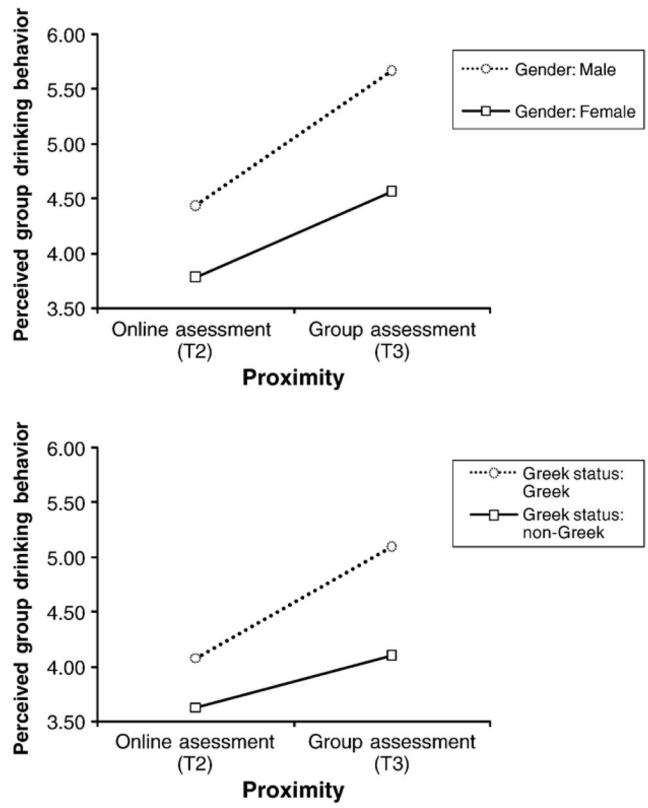 Perceived group drinking behavior
6.00
5.50
5.00
4.50
4.00
3.50
Online asessment
(T2)
Group assessment
(T3)
Proximity
Gender: Male
Gender: Female
Perceived group drinking behavior
6.00
5.50
5.00
4.50
4.00
3.50
Online asessment
(T2)
Group assessment
(T3)
Proximity
Greek status:
Greek
Greek status:
non-Greek